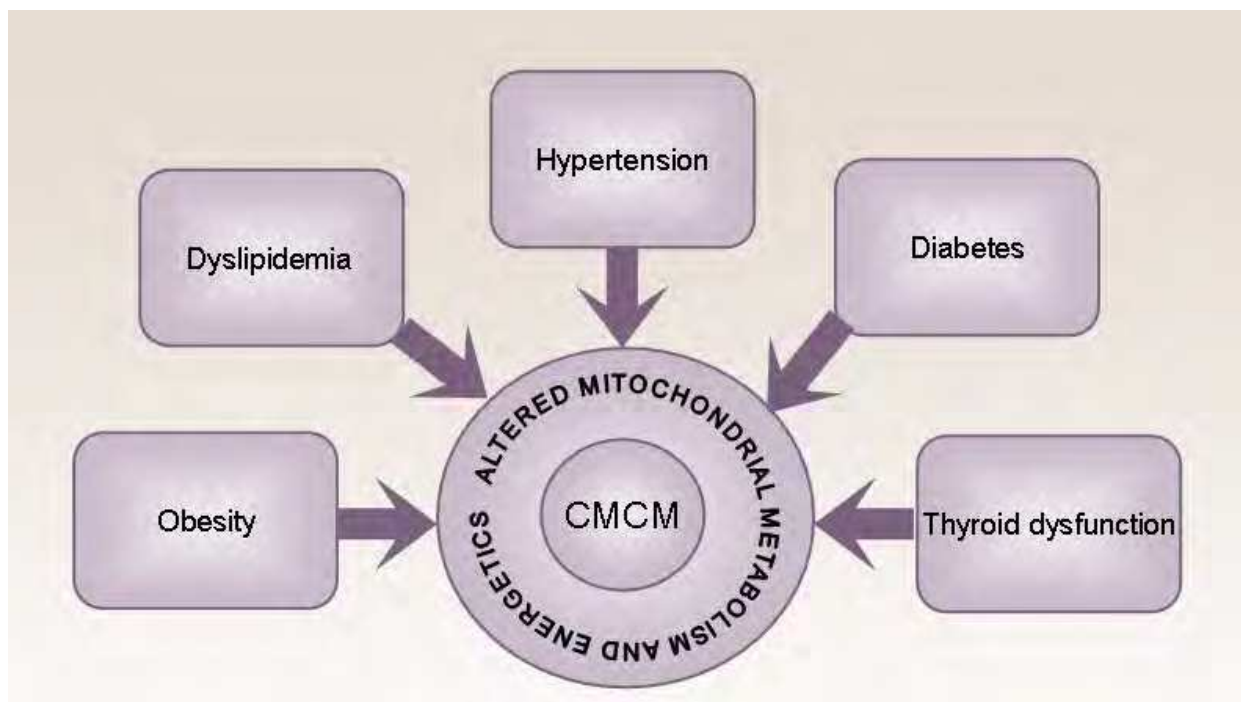 Hypertension
Dyslipidemia
Diabetes
ALTERED MITOCHONDRIAL METABOLISM AND ENERGETICS
CMCM
Obesity
Thyroid dysfunction